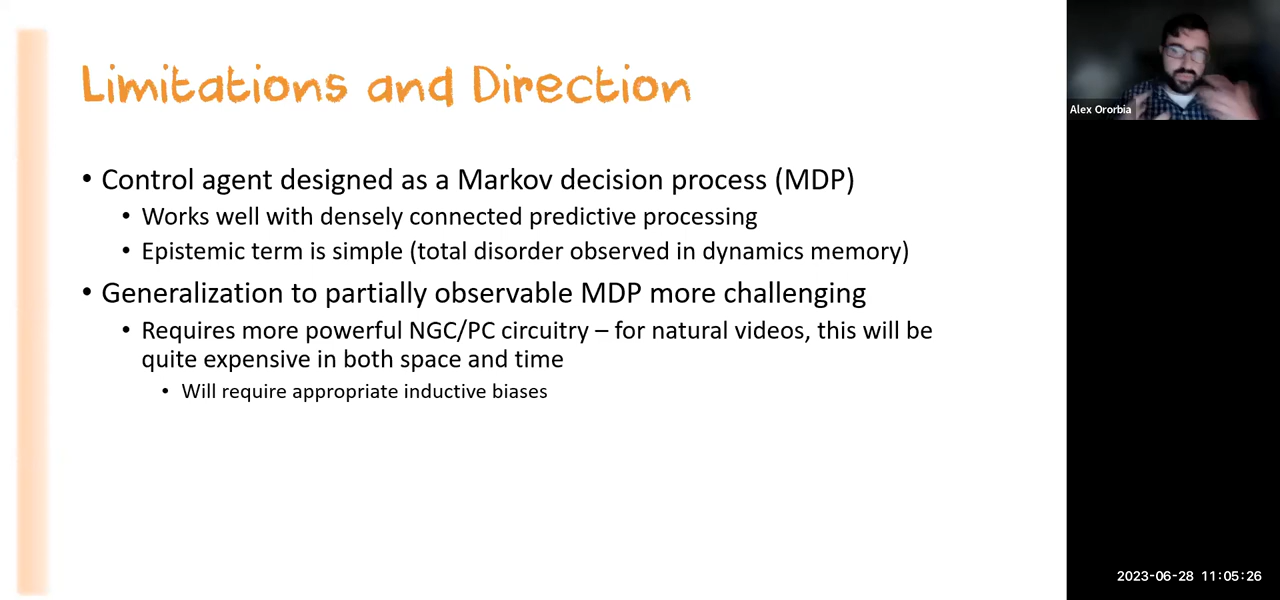 Limitations and Direction
• Control agent designed as a Markov decision process (MDP)
• Works well with densely connected predictive processing
• Epistemic term is simple (total disorder observed in dynamics memory)
• Generalization to partially observable MDP more challenging
• Requires more powerful NGC/PC circuitry – for natural videos, this will be
quite expensive in both space and time
• Will require appropriate inductive biases
Alex Ororbia
2023-06-28 11:05:26